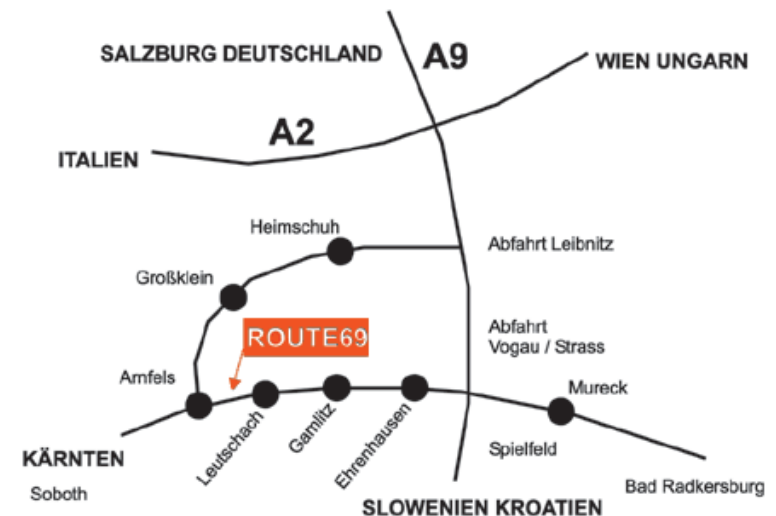 SALZBURG DEUTSCHLAND
A9
WIEN UNGARN
A2
ITALIEN
Heimschuh
Abfahrt Leibnitz
Großklein
ROUTE69
Abfahrt
Vogau / Strass
Arnfels
Mureck
Leutschach
Gamlitz
Ehrenhausen
KÄRNTEN
Spielfeld
Soboth
Bad Radkersburg
SLOWENIEN KROATIEN